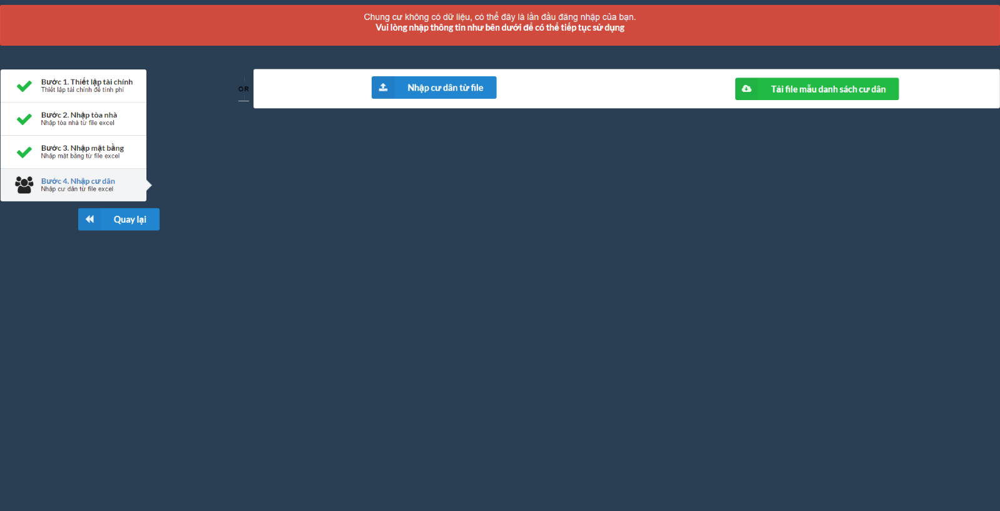 Chung cư không có dữ liệu, có thể đây là lần đầu đăng nhập của bạn.
Vui lòng nhập thông tin như bên dưới để có thể tiếp tục sử dụng
Bước 1. Thiết lập tài chính
Thiết lập tài chính để tính phí
Bước 2. Nhập tòa nhà
Nhập tòa nhà từ file excel
Bước 3. Nhập mặt bằng
Nhập mặt bằng từ file excel
Bước 4. Nhập cư dân
Nhập cư dân từ file excel
Quay lại
OR
Nhập cư dân từ file
Tải file mẫu danh sách cư dân